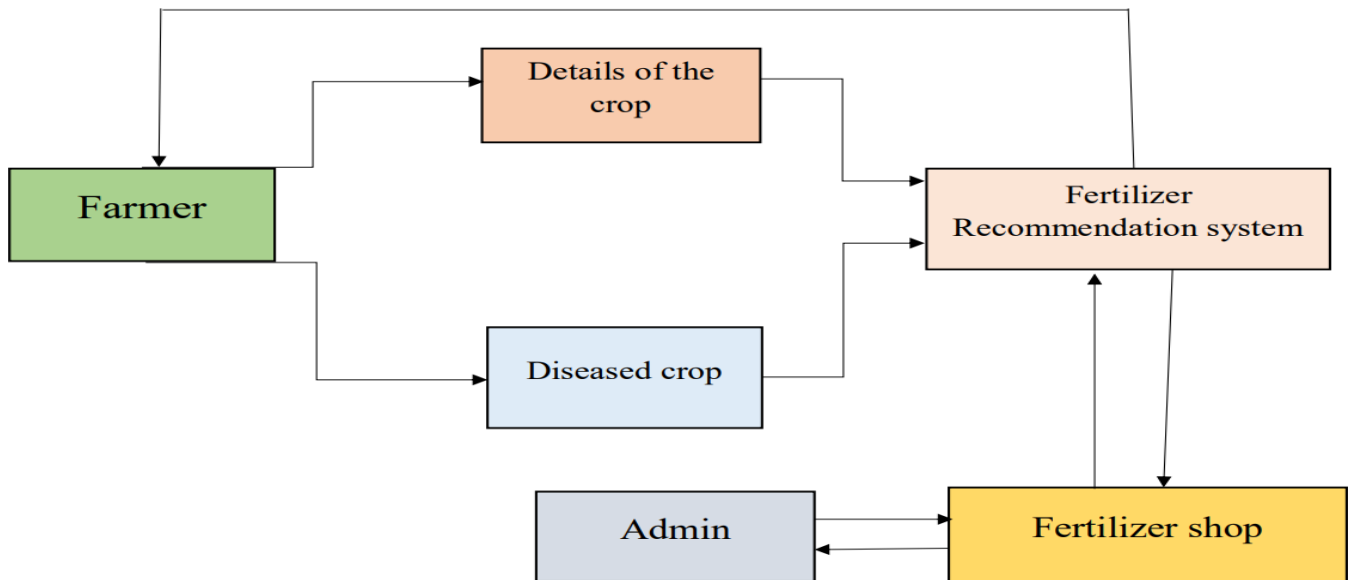 Details of the
crop
Farmer
Fertilizer
Recommendation system
Diseased crop
Admin
Fertilizer shop